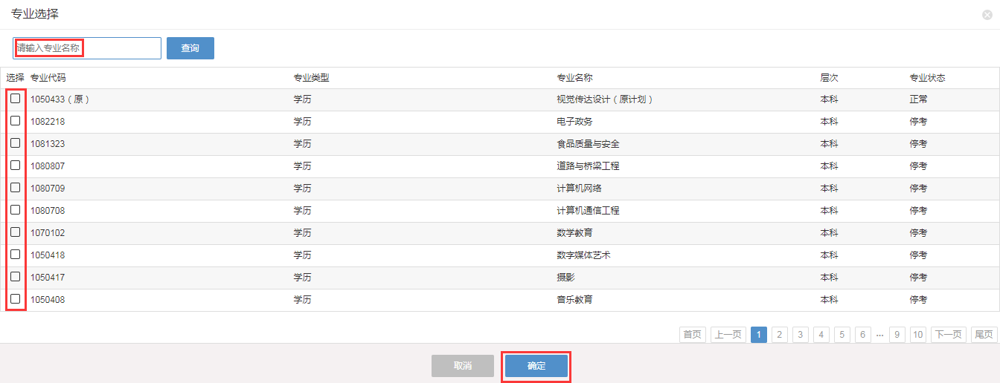 专业选择
请输入专业名称 查询
选择 专业代码 专业类型 专业名称 层次 专业状态
1050433（原） 学历 视觉传达设计（原计划） 本科 正常
1082218 学历 电子政务 本科 停考
1081323 学历 食品质量与安全 本科 停考
1080807 学历 道路与桥梁工程 本科 停考
1080709 学历 计算机网络 本科 停考
1080708 学历 计算机通信工程 本科 停考
1070102 学历 数学教育 本科 停考
1050418 学历 数字媒体艺术 本科 停考
1050417 学历 摄影 本科 停考
1050408 学历 音乐教育 本科 停考
首页 上一页 1 2 3 4 5 6 ... 9 10 下一页 尾页
取消 确定